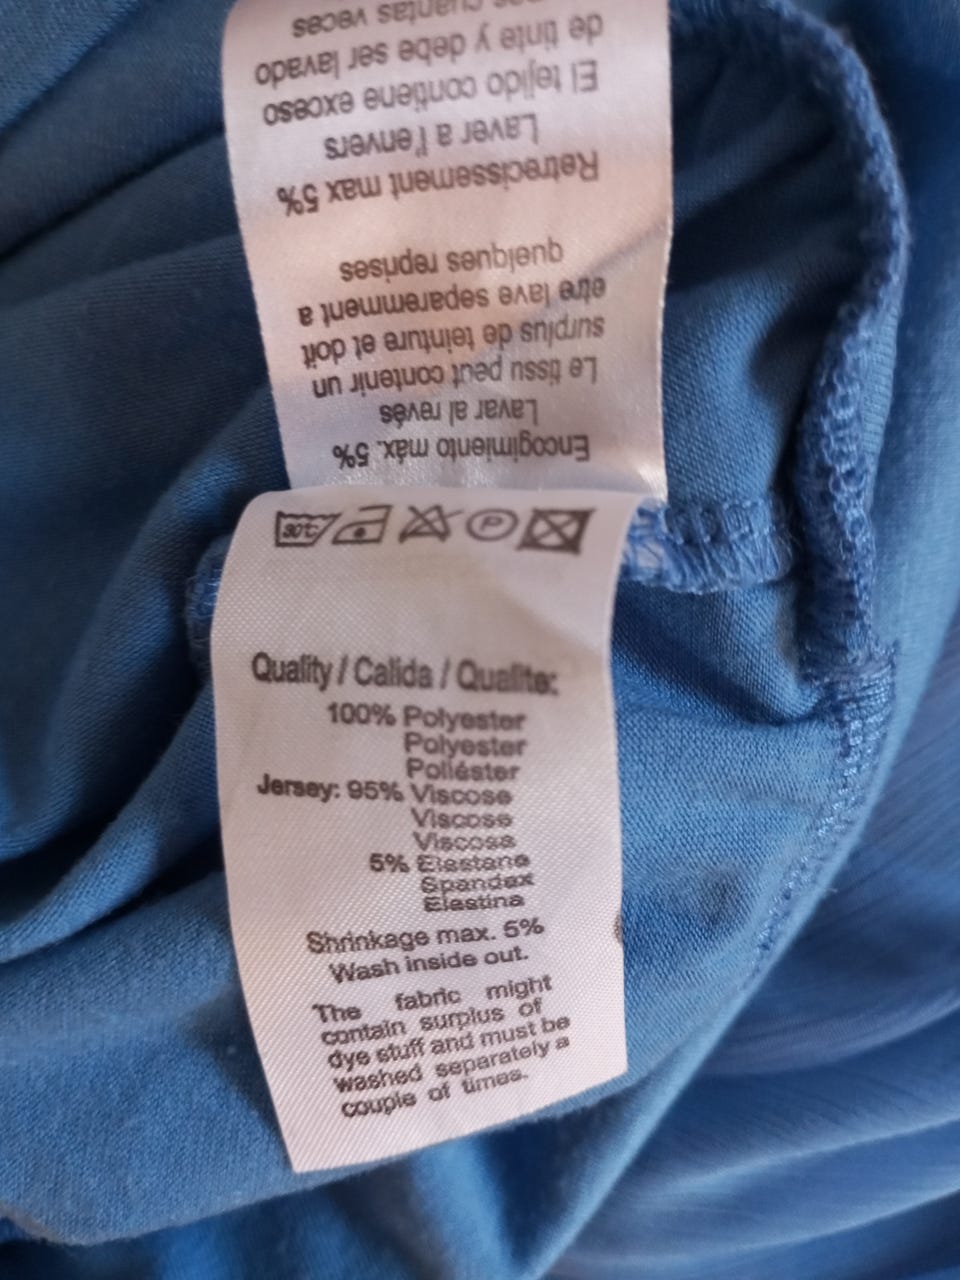 30°C
P
Quality / Calida / Qualite:
100% Polyester
Polyester
Poliéster
Jersey: 95% Viscose
Viscose
Viscosa
5% Elastane
Spandex
Elastina
Shrinkage max. 5%
Wash inside out.
The fabric might
contain surplus of
dye stuff and must be
washed separately a
couple of times.
Encogimiento máx. 5%
Lavar al revés
Le tissu peut contenir un
surplus de teinture et doit
etre lave separemment a
quelques reprises
Retrecissement max 5%
Laver a l'envers
El tejido contiene exceso
de tinte y debe ser lavado
cuantas veces